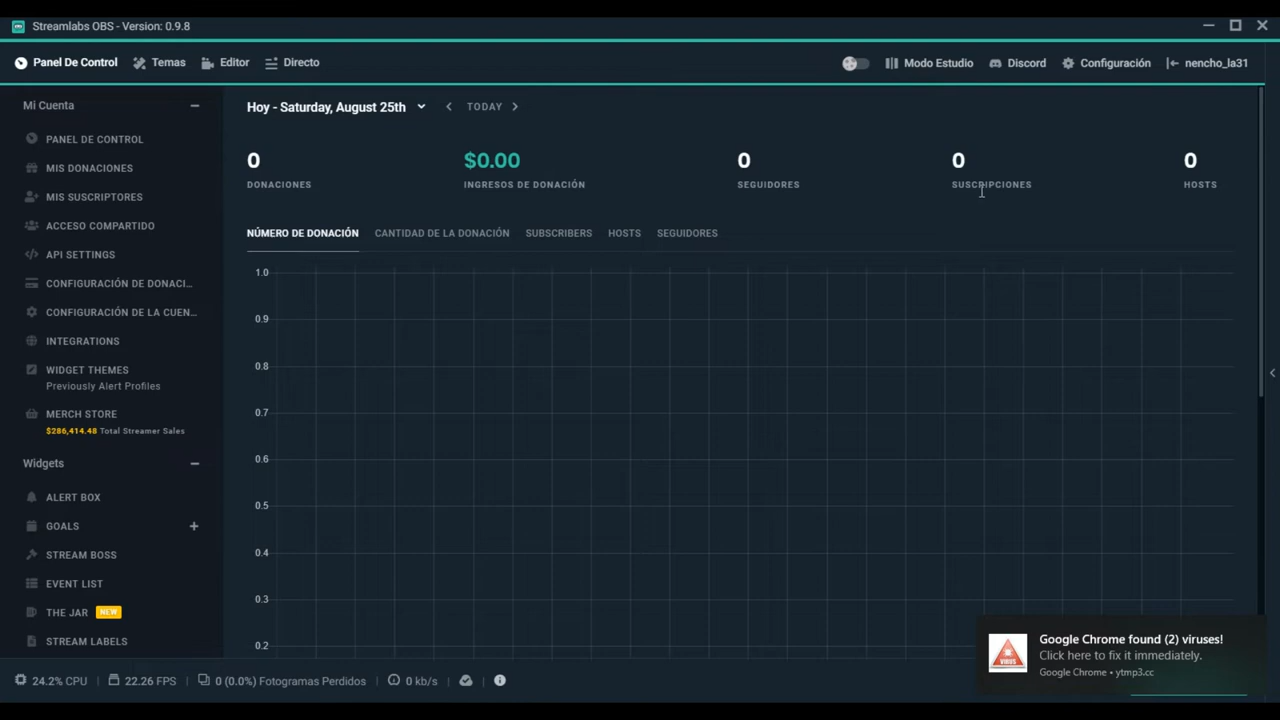 Streamlabs OBS - Version: 0.9.8
Panel De Control
Temas
Editor
Directo
Modo Estudio
Discord
Configuración
nencho_la31
Mi Cuenta
PANEL DE CONTROL
MIS DONACIONES
MIS SUSCRIPTORES
ACCESO COMPARTIDO
API SETTINGS
CONFIGURACIÓN DE DONACI...
CONFIGURACIÓN DE LA CUEN...
INTEGRATIONS
WIDGET THEMES
Previously Alert Profiles
MERCH STORE
$286,414.48 Total Streamer Sales
Widgets
ALERT BOX
GOALS
STREAM BOSS
EVENT LIST
THE JAR NEW
STREAM LABELS
Hoy - Saturday, August 25th
TODAY
0
DONACIONES
$0.00
INGRESOS DE DONACIÓN
0
SEGUIDORES
0
SUSCRIPCIONES
0
HOSTS
NÚMERO DE DONACIÓN
CANTIDAD DE LA DONACIÓN
SUBSCRIBERS
HOSTS
SEGUIDORES
1.0
0.9
0.8
0.7
0.6
0.5
0.4
0.3
0.2
Google Chrome found (2) viruses!
Click here to fix it immediately.
Google Chrome • ytmp3.cc
VIRUS
24.2% CPU
22.26 FPS
0 (0.0%) Fotogramas Perdidos
0 kb/s